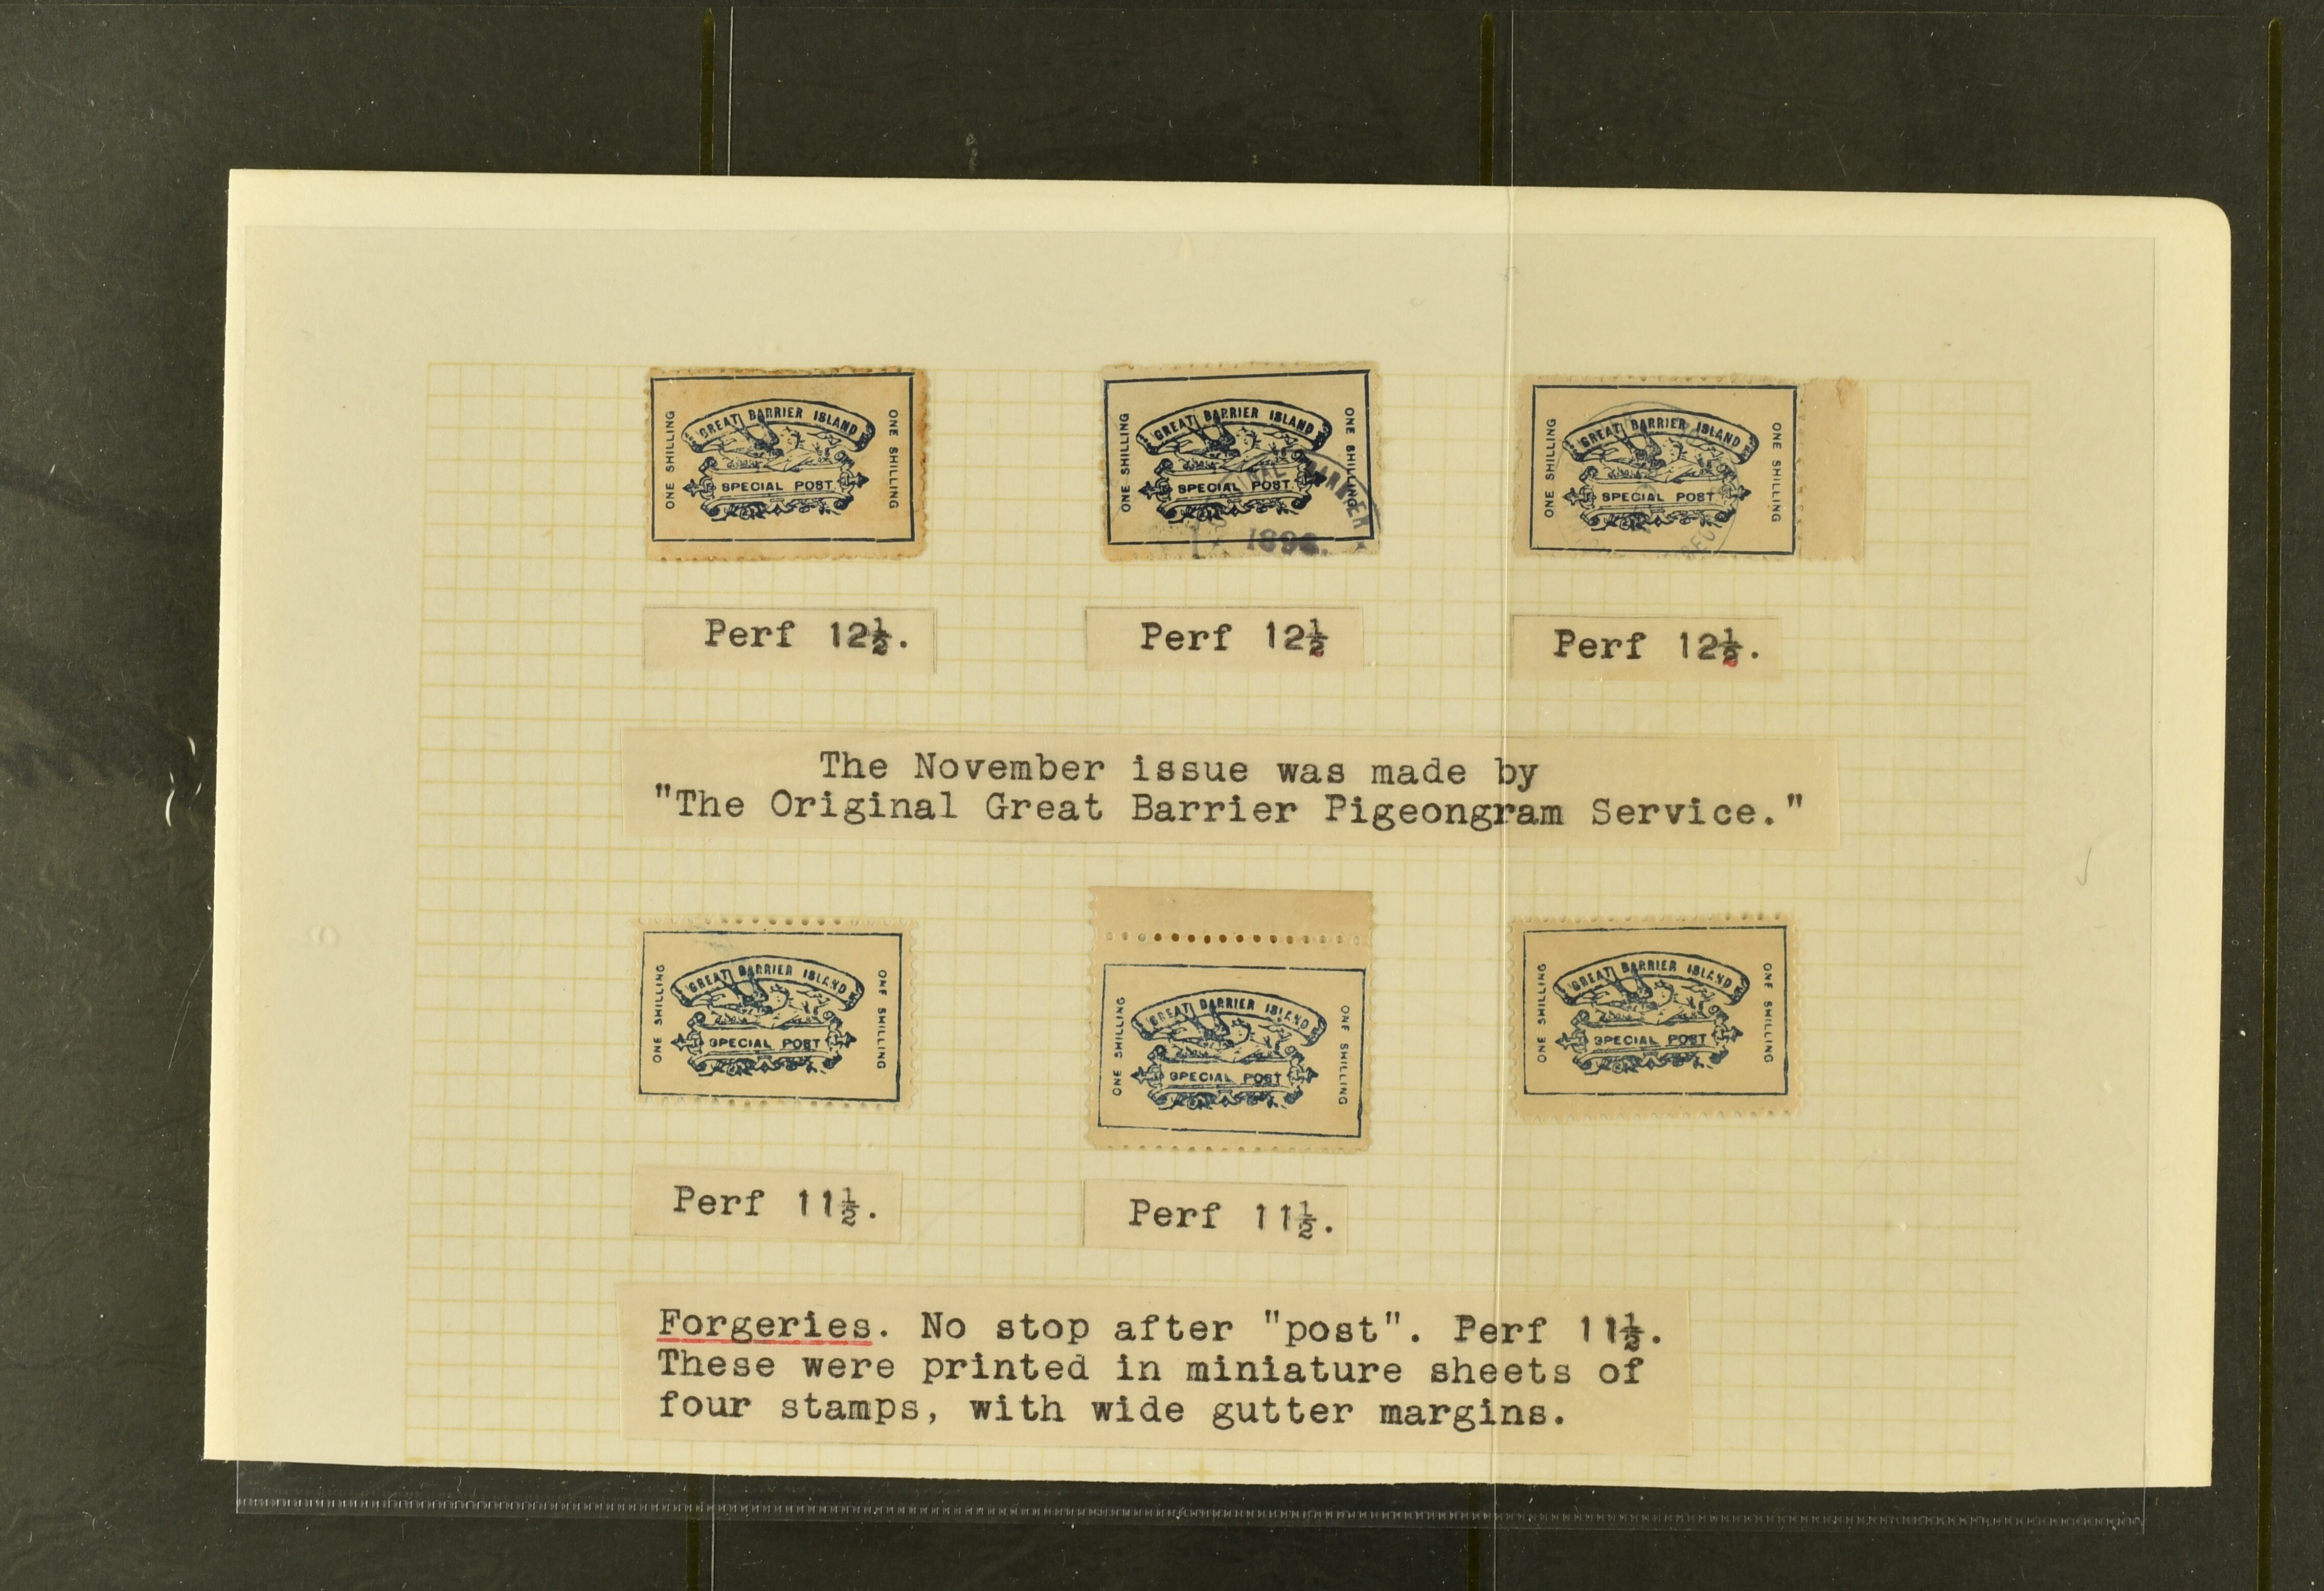 ONE SHILLING GREAT BARRIER ISLAND SPECIAL POST. ONE SHILLING
ONE SHILLING GREAT BARRIER ISLAND SPECIAL POST. ONE SHILLING
1898.
ONE SHILLING GREAT BARRIER ISLAND SPECIAL POST. ONE SHILLING
Perf 12½.
Perf 12½
Perf 12½.
The November issue was made by
"The Original Great Barrier Pigeongram Service."
ONE SHILLING GREAT BARRIER ISLAND SPECIAL POST ONE SHILLING
ONE SHILLING GREAT BARRIER ISLAND SPECIAL POST ONE SHILLING
ONE SHILLING GREAT BARRIER ISLAND SPECIAL POST ONE SHILLING
Perf 11½.
Perf 11½.
Forgeries. No stop after "post". Perf 11½.
These were printed in miniature sheets of
four stamps, with wide gutter margins.